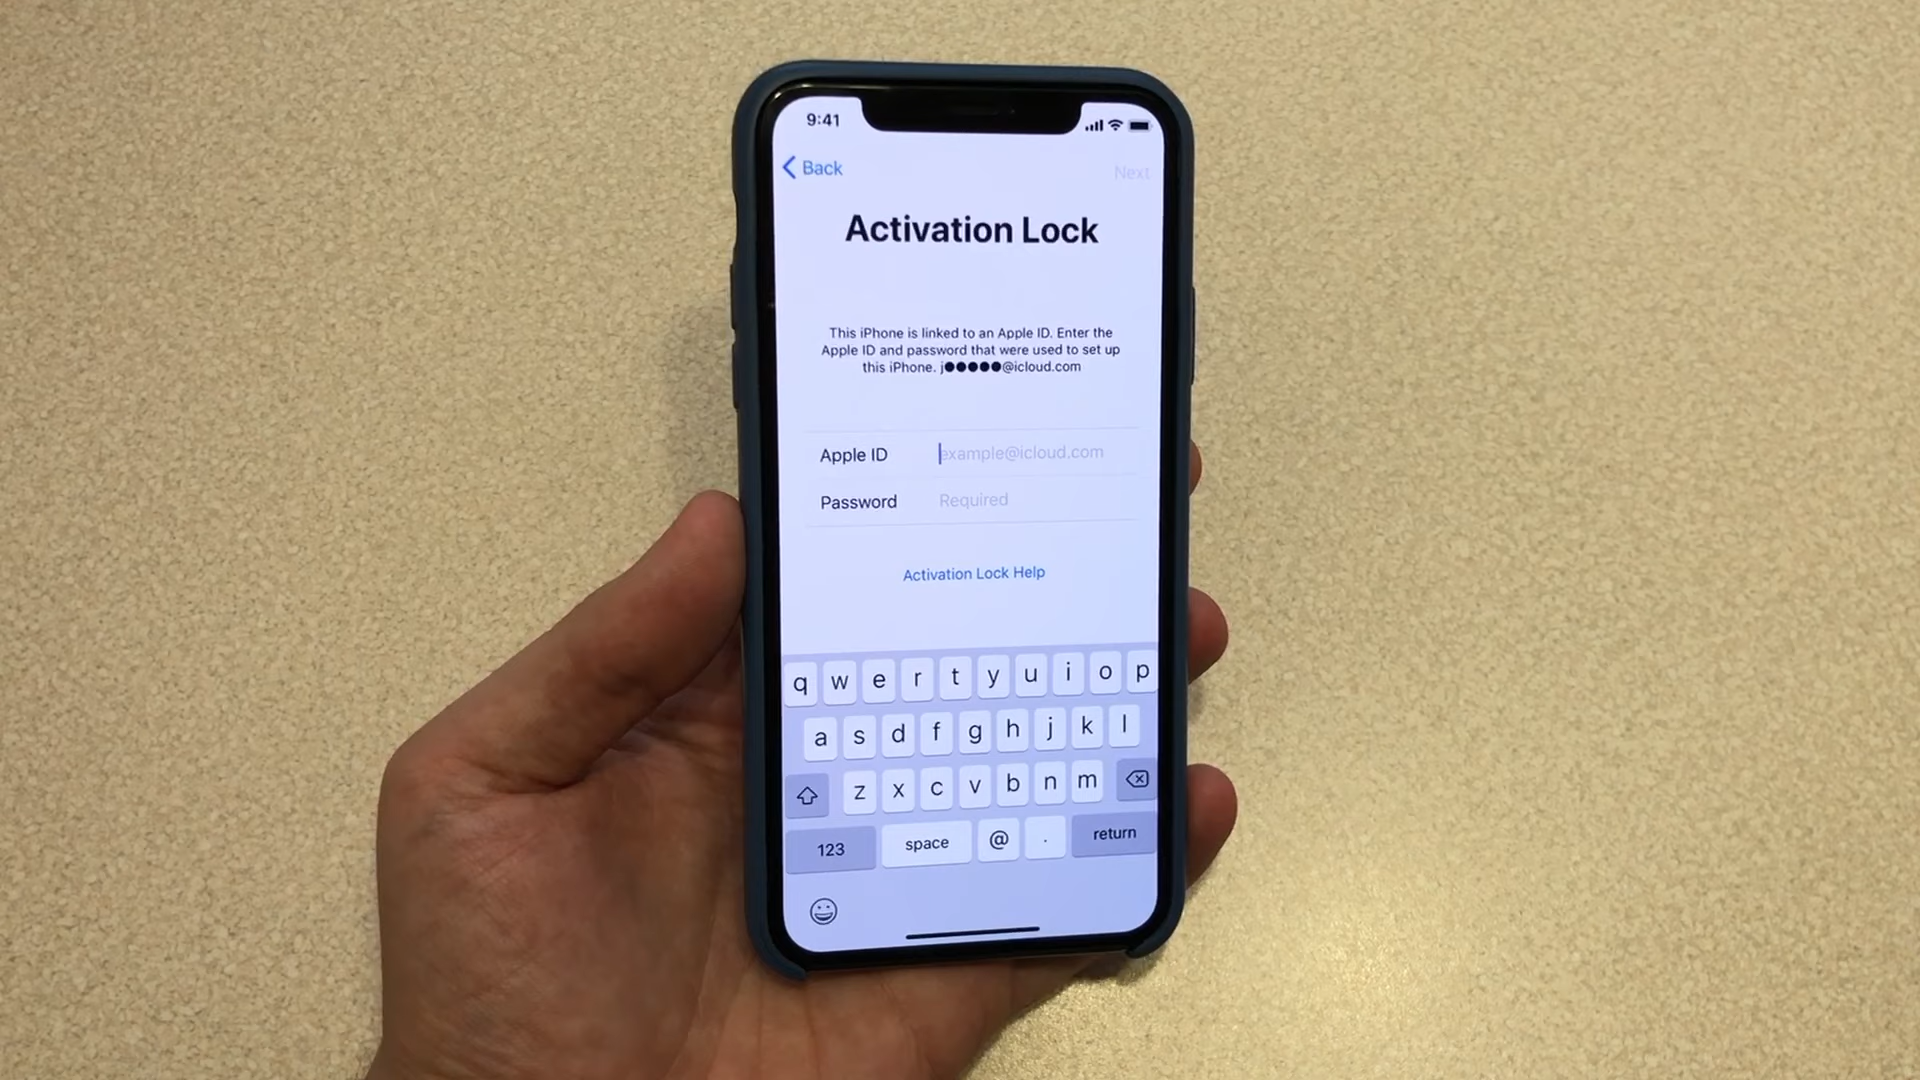 9:41
Back
Next
Activation Lock
This iPhone is linked to an Apple ID. Enter the
Apple ID and password that were used to set up
this iPhone. j●●●●●@icloud.com
Apple ID example@icloud.com
Password Required
Activation Lock Help
q w e r t y u i o p
a s d f g h j k l
z x c v b n m
123 space @ . return